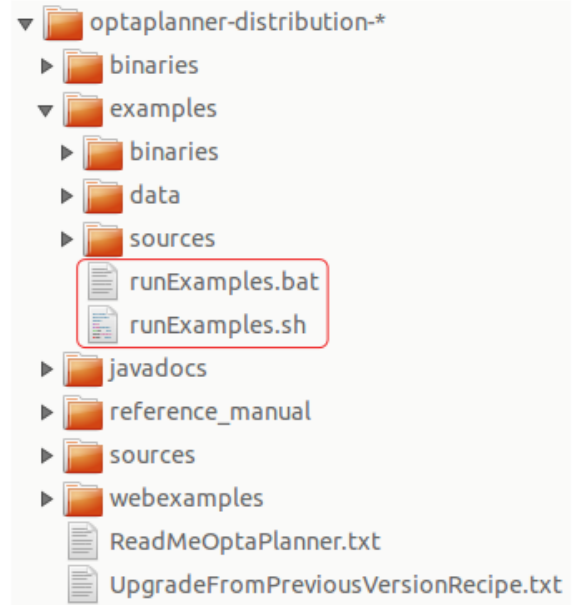 optaplanner-distribution-*
binaries
examples
binaries
data
sources
runExamples.bat
runExamples.sh
javadocs
reference_manual
sources
webexamples
ReadMeOptaPlanner.txt
UpgradeFromPreviousVersionRecipe.txt